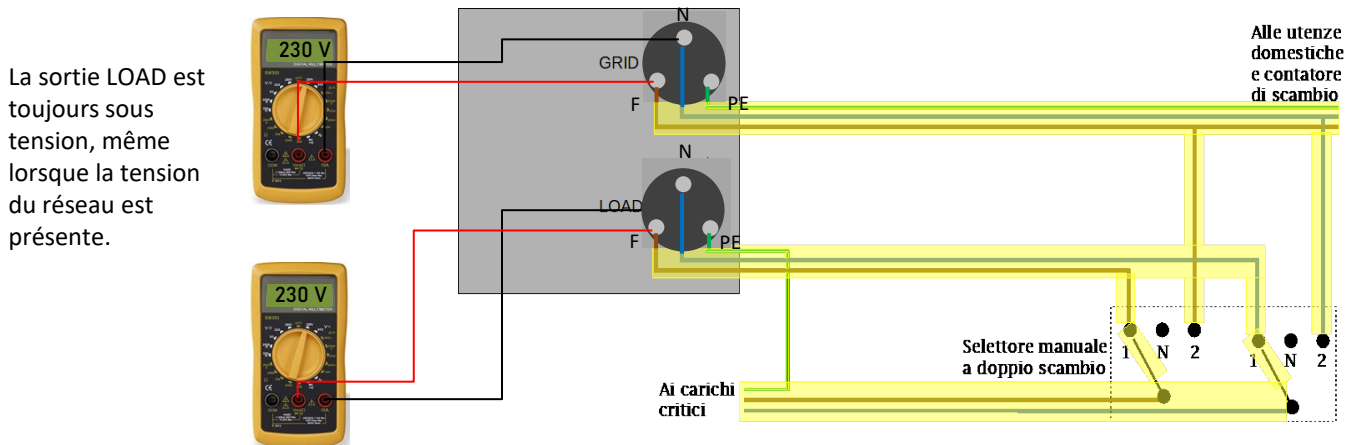 La sortie LOAD est
toujours sous
tension, même
lorsque la tension
du réseau est
présente.
230 V
N
GRID
F
PE
Alle utenze
domestiche
e contatore
di scambio
N
LOAD
F
PE
230 V
Selettore manuale
a doppio scambio
1 N 2
1 N 2
Ai carichi
critici